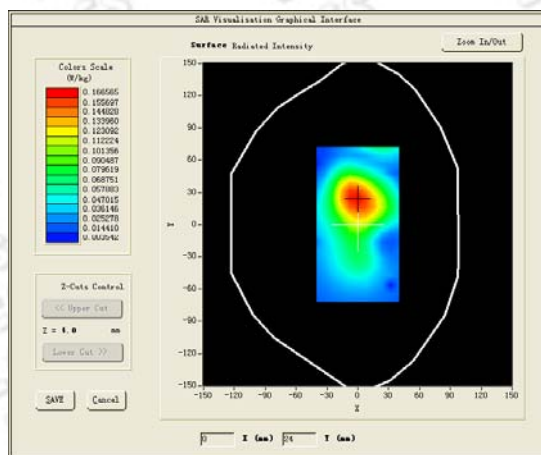 SAR Visualisation Graphical Interface
Surface Radiated Intensity
Zoom In/Out
Colors Scale
(W/kg)
0.166565
0.155697
0.144828
0.133960
0.123092
0.112224
0.101356
0.090487
0.079619
0.068751
0.057883
0.047015
0.036146
0.025278
0.014410
0.003542
Z-Cuts Control
<< Upper Cut
Z = 4.0 mm
Lower Cut >>
SAVE
Cancel
150
120
90
60
30
0
-30
-60
-90
-120
-150
Y
-150 -120 -90 -60 -30 0 30 60 90 120 150
X
0 X (mm) 24 Y (mm)